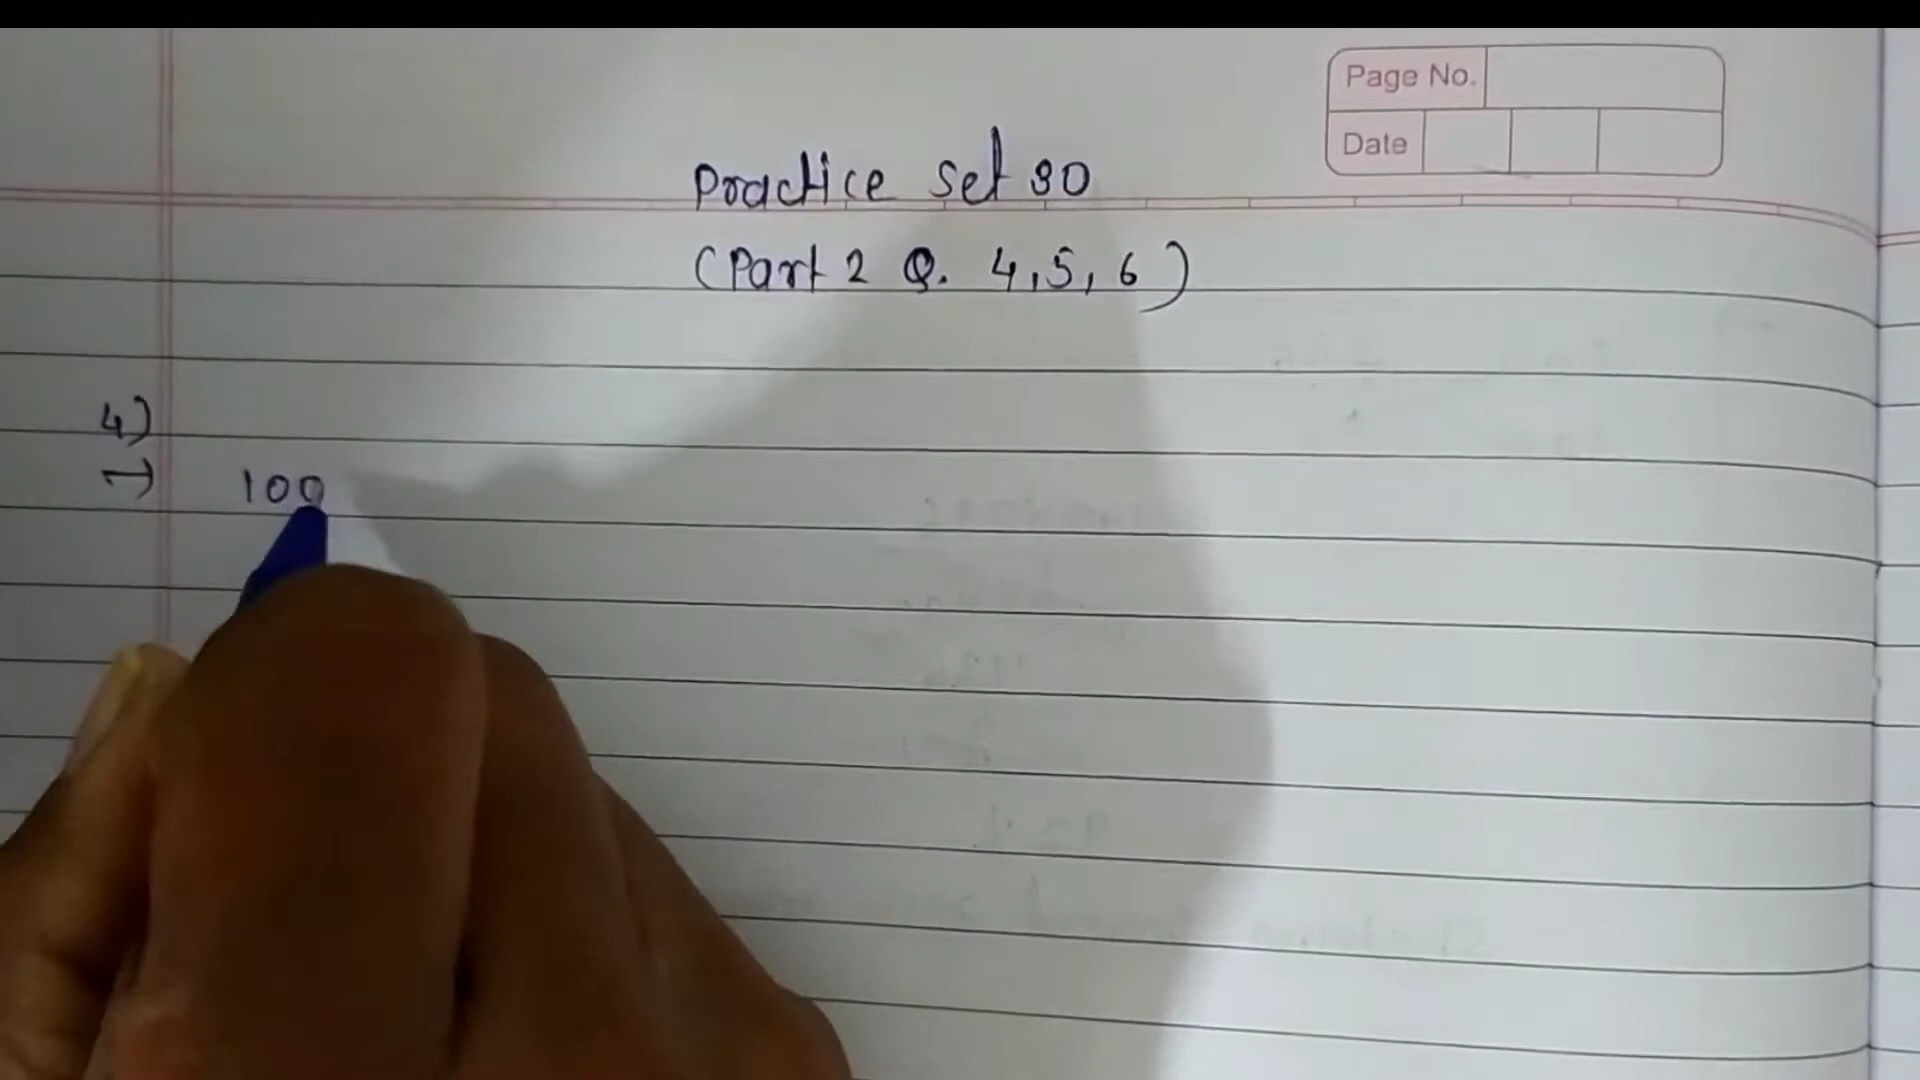 Page No.
Date
Practice Set 30
(Part 2 Q. 4,5,6)
4)
→ 100